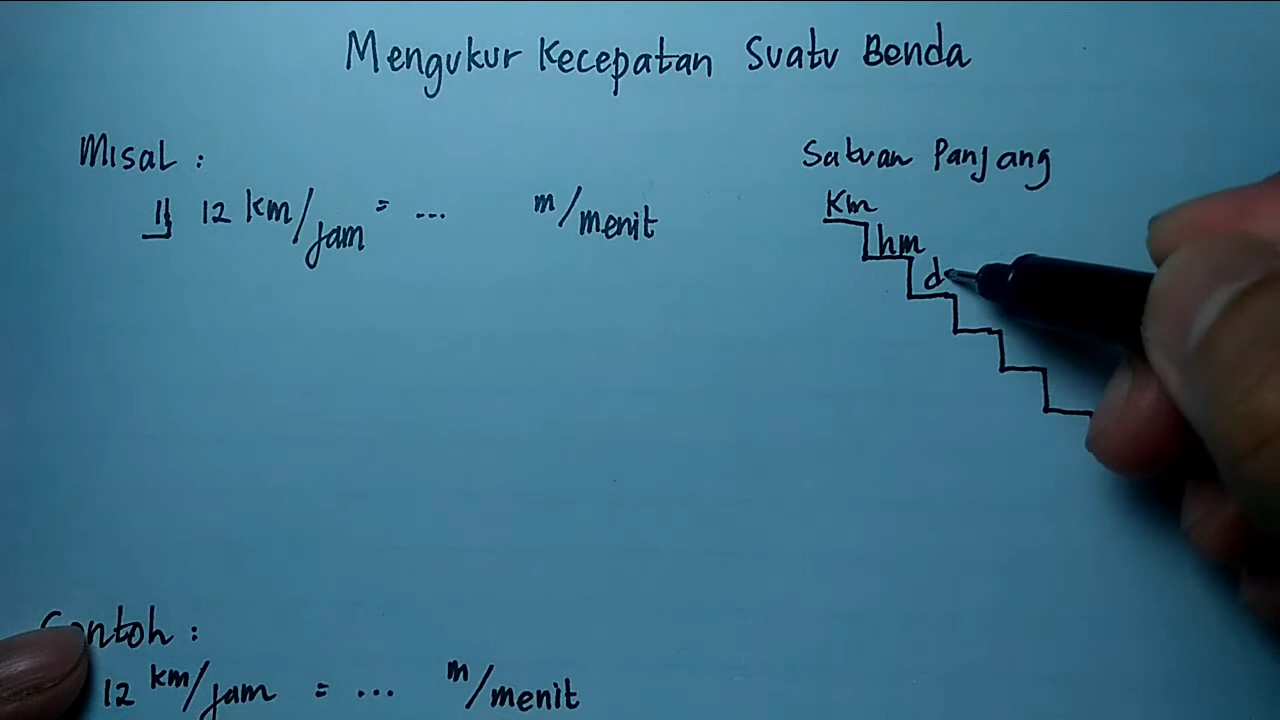 Mengukur Kecepatan Suatu Benda
Misal :
1] 12 km/jam = ... m/menit
Satuan Panjang
Km
hm
d
Contoh :
12 km/jam = ... m/menit